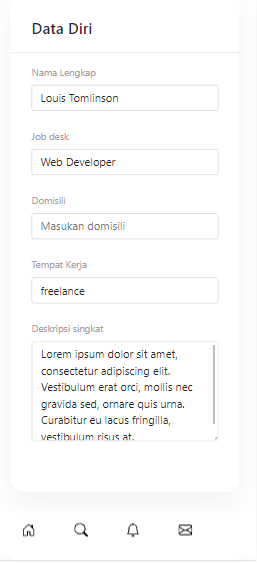 Data Diri
Nama Lengkap
Louis Tomlinson
Job desk
Web Developer
Domisili
Masukan domisili
Tempat Kerja
freelance
Deskripsi singkat
Lorem ipsum dolor sit amet,
consectetur adipiscing elit.
Vestibulum erat orci, mollis nec
gravida sed, ornare quis urna.
Curabitur eu lacus fringilla,
vestibulum risus at.